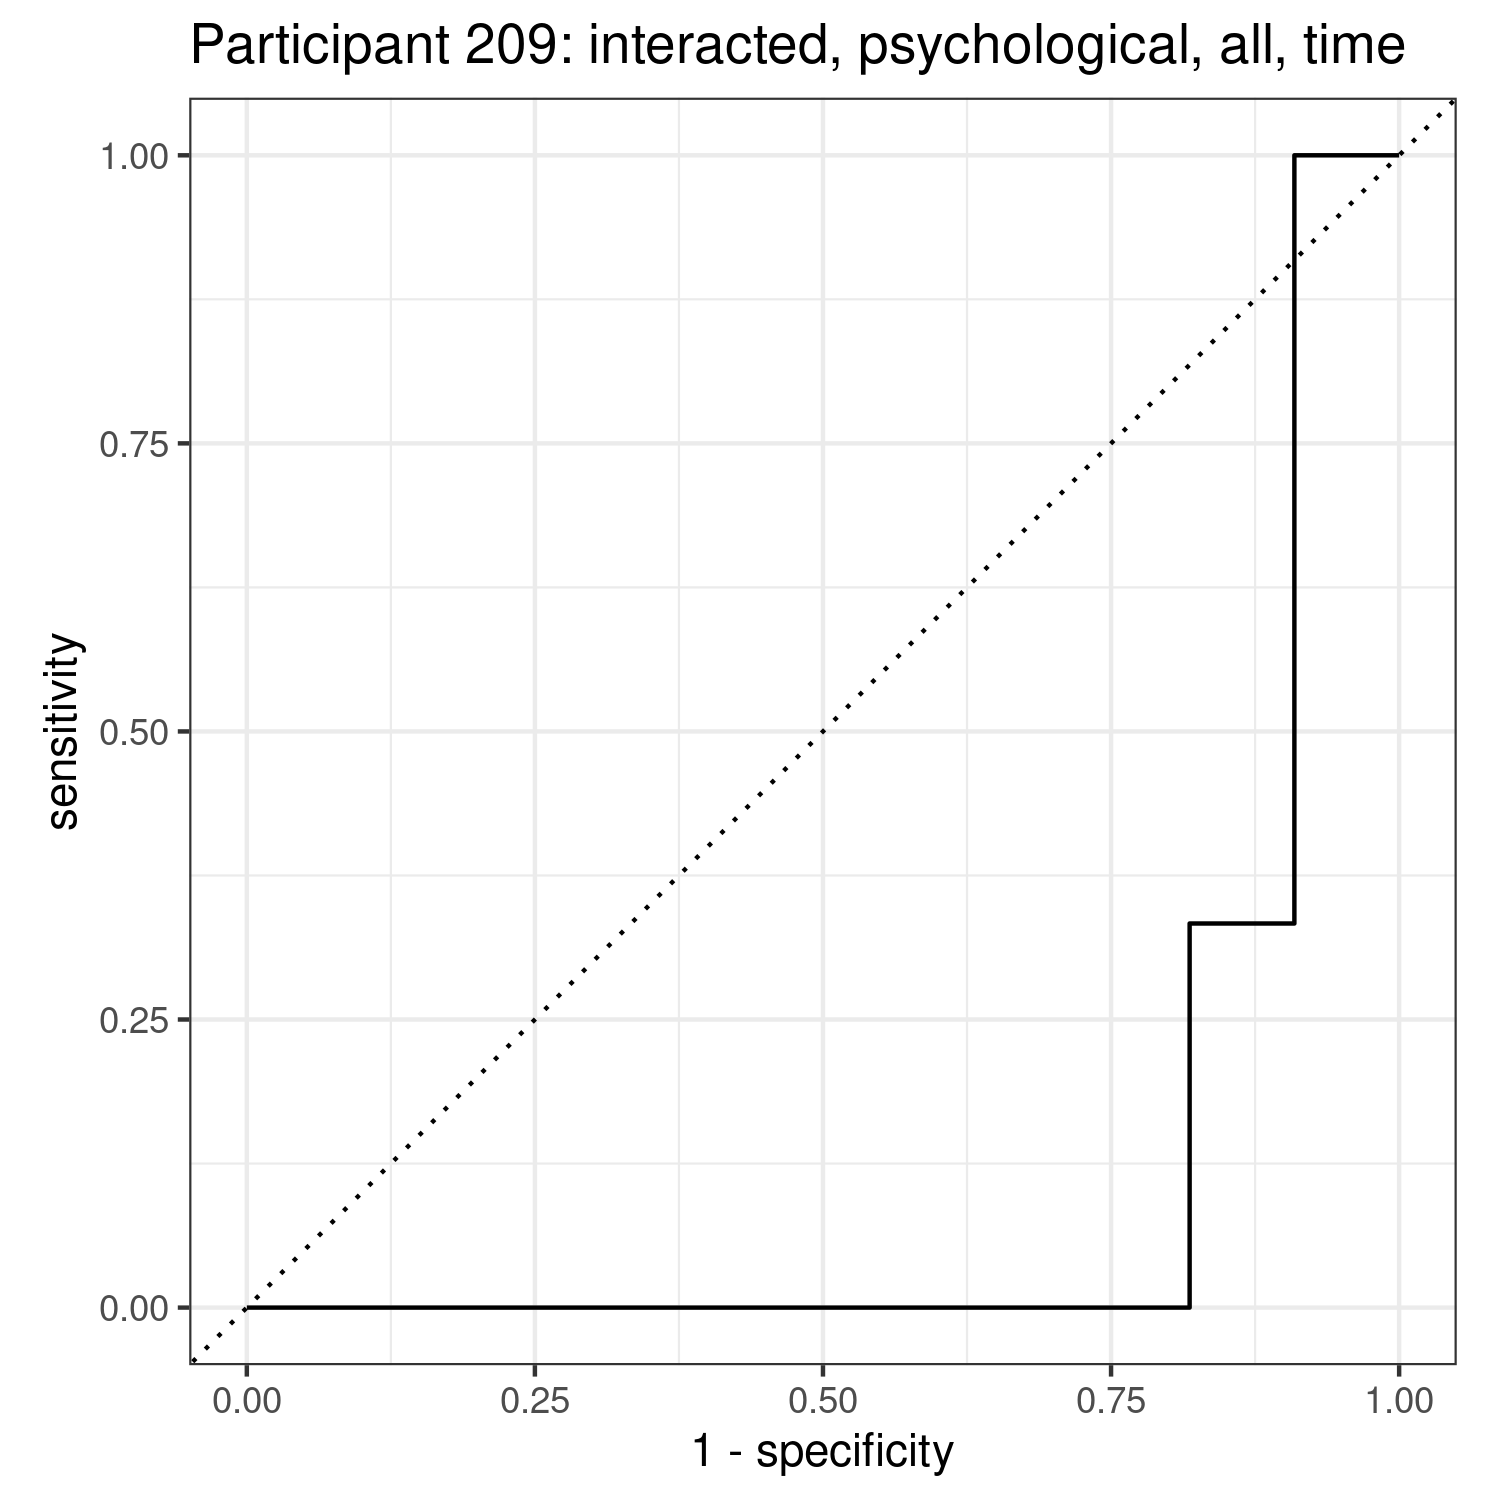 Participant 209: interacted, psychological, all, time
1.00
0.75
0.50
0.25
0.00
sensitivity
0.00 0.25 0.50 0.75 1.00
1 - specificity